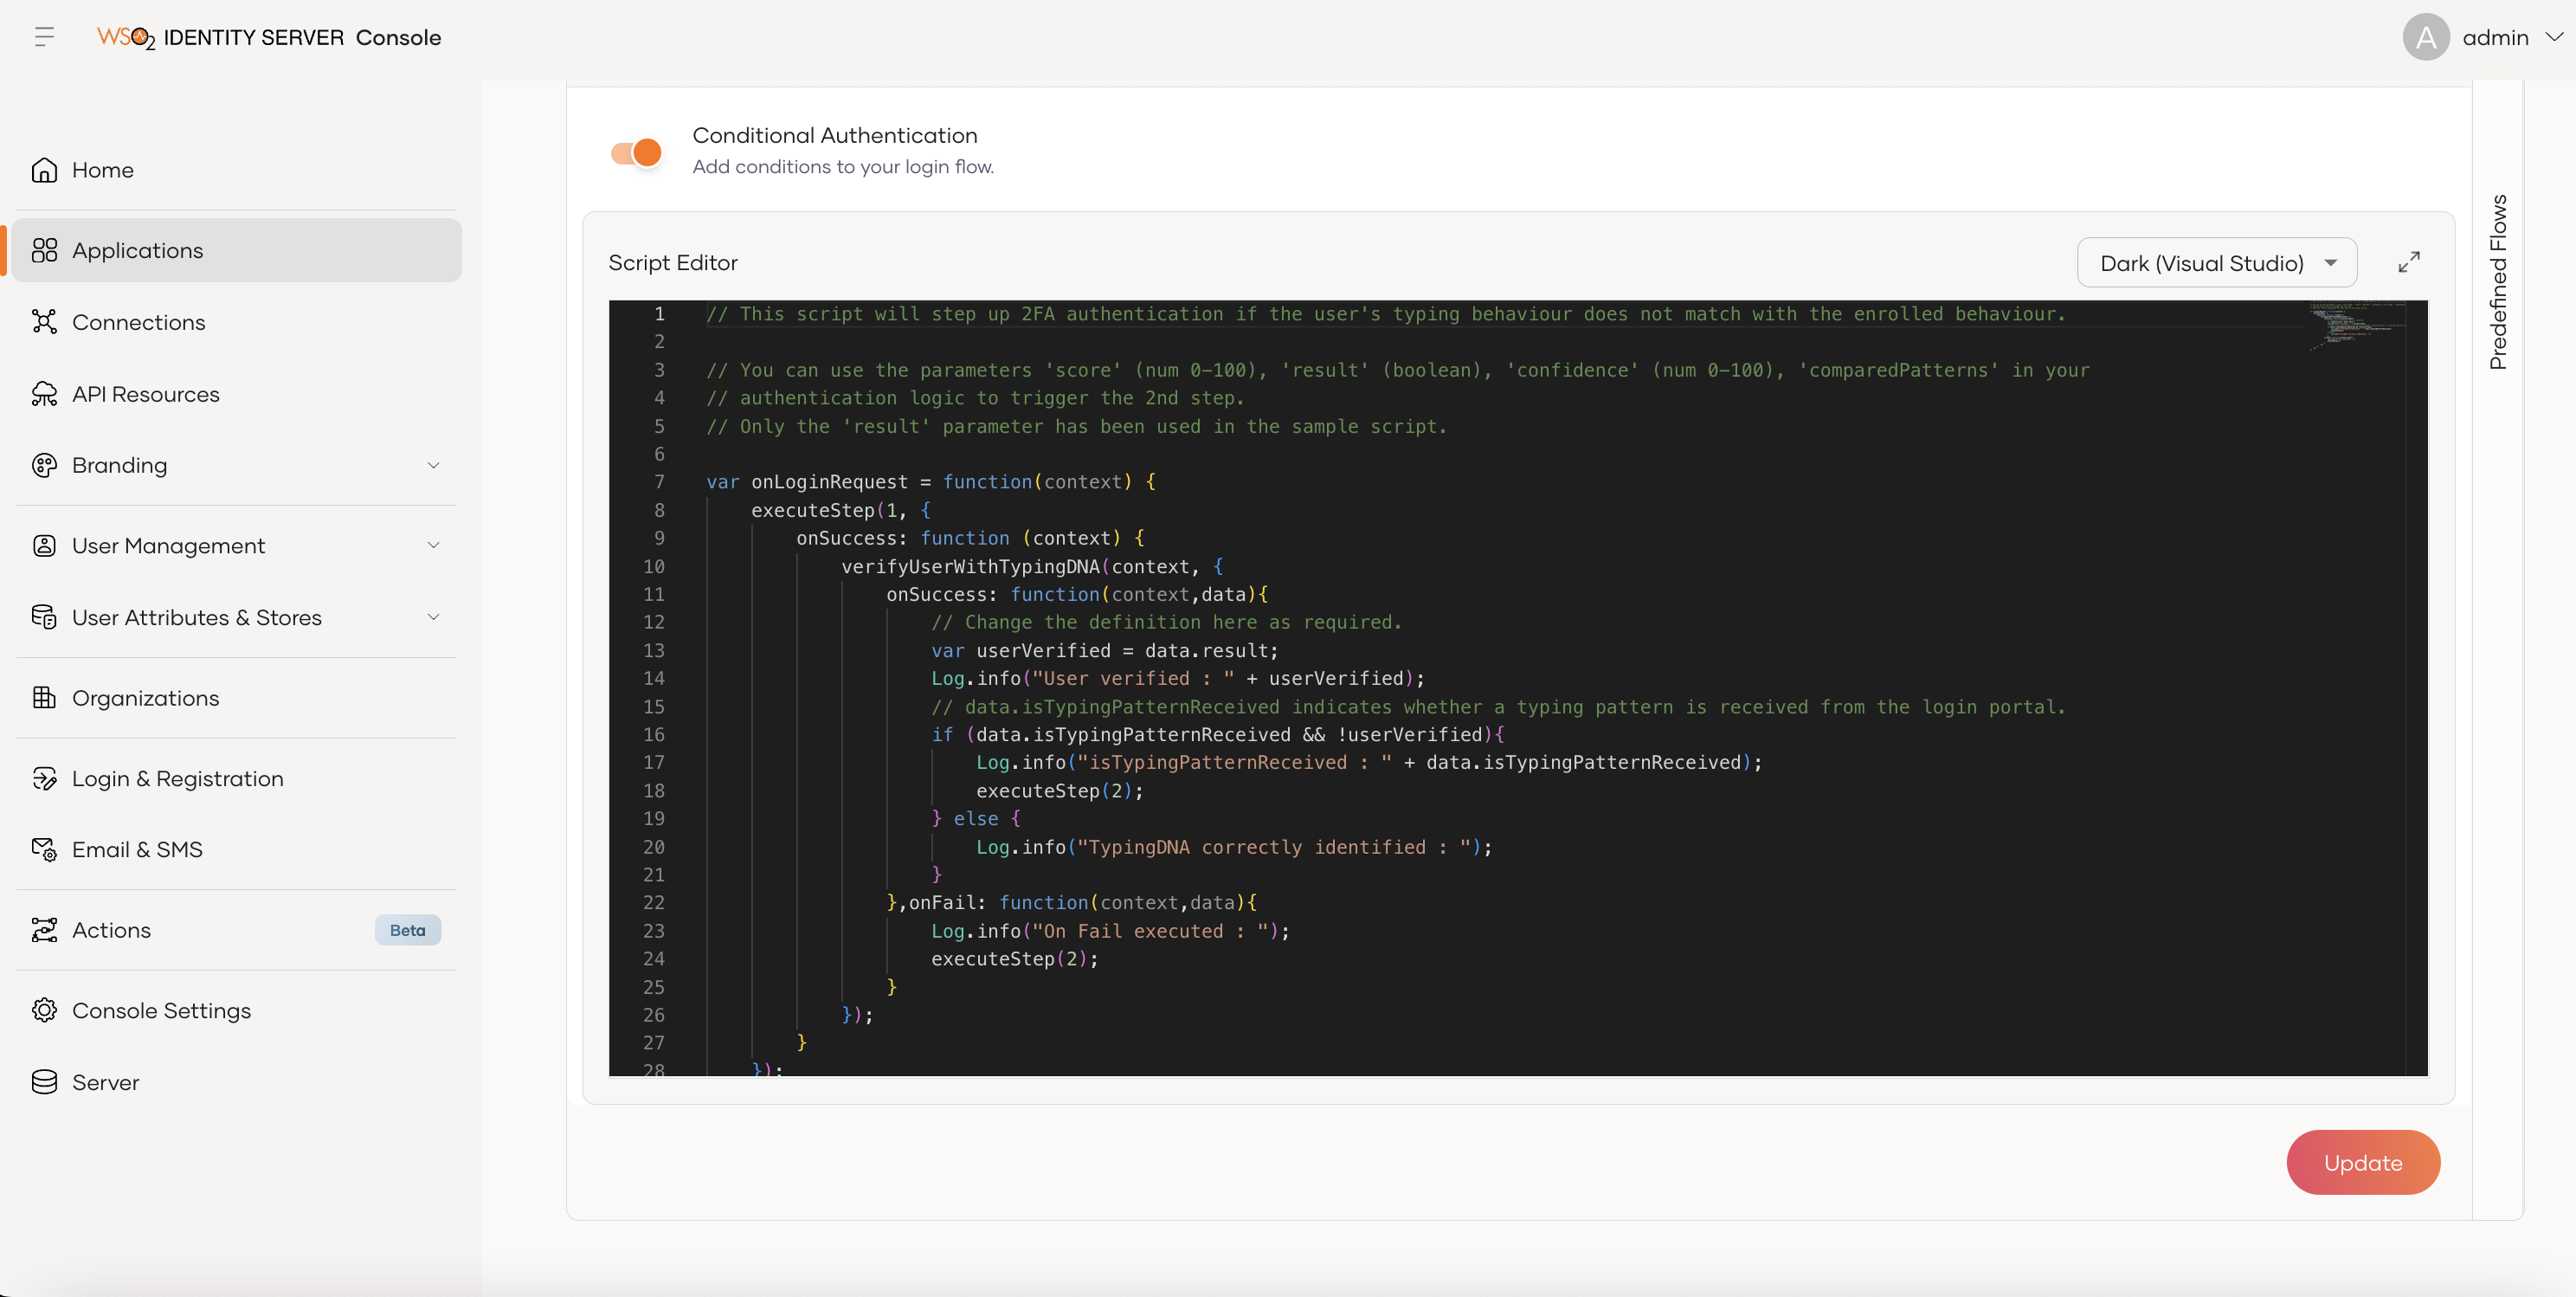 WSO2 IDENTITY SERVER Console
A admin
Home
Applications
Connections
API Resources
Branding
User Management
User Attributes & Stores
Organizations
Login & Registration
Email & SMS
Actions Beta
Console Settings
Server
Conditional Authentication
Add conditions to your login flow.
Script Editor
Dark (Visual Studio)
1 // This script will step up 2FA authentication if the user's typing behaviour does not match with the enrolled behaviour.
2
3 // You can use the parameters 'score' (num 0-100), 'result' (boolean), 'confidence' (num 0-100), 'comparedPatterns' in your
4 // authentication logic to trigger the 2nd step.
5 // Only the 'result' parameter has been used in the sample script.
6
7 var onLoginRequest = function(context) {
8     executeStep(1, {
9         onSuccess: function (context) {
10             verifyUserWithTypingDNA(context, {
11                 onSuccess: function(context,data){
12                     // Change the definition here as required.
13                     var userVerified = data.result;
14                     Log.info("User verified : " + userVerified);
15                     // data.isTypingPatternReceived indicates whether a typing pattern is received from the login portal.
16                     if (data.isTypingPatternReceived && !userVerified){
17                         Log.info("isTypingPatternReceived : " + data.isTypingPatternReceived);
18                         executeStep(2);
19                     } else {
20                         Log.info("TypingDNA correctly identified : ");
21                     }
22                 },onFail: function(context,data){
23                     Log.info("On Fail executed : ");
24                     executeStep(2);
25                 }
26             });
27         }
28     });
Update
Predefined Flows